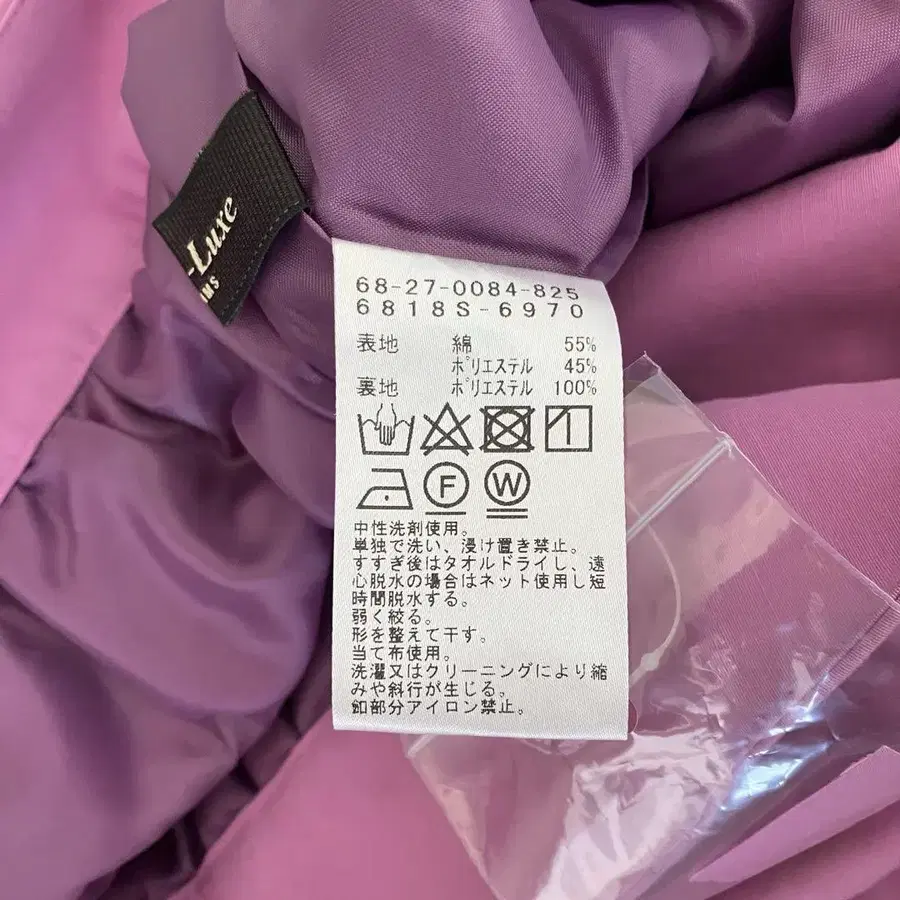 -Luxe
68-27-0084-825
6818S-6970
表地 綿 55%
ポリエステル 45%
裏地 ポリエステル 100%
F W
中性洗剤使用。
単独で洗い、浸け置き禁止。
すすぎ後はタオルドライし、遠
心脱水の場合はネット使用し短
時間脱水する。
弱く絞る。
形を整えて干す。
当て布使用。
洗濯又はクリーニングにより縮
みや斜行が生じる。
釦部分アイロン禁止。